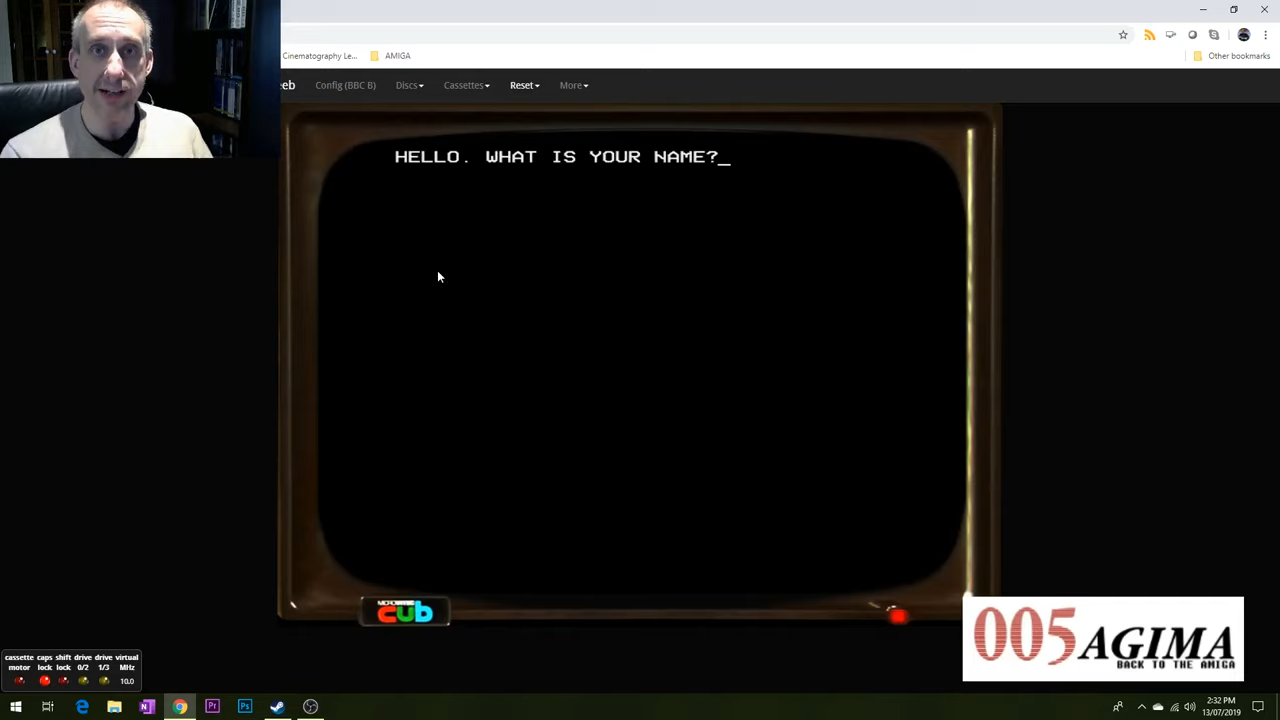 Cinematography Le...
AMIGA
Other bookmarks
eeb
Config (BBC B)
Discs
Cassettes
Reset
More
HELLO. WHAT IS YOUR NAME?_
MICROVITEC
cub
005AGIMA
BACK TO THE AMIGA
cassette motor
caps lock
shift lock
drive 0/2
drive 1/3
virtual MHz
10.0
2:32 PM
13/07/2019